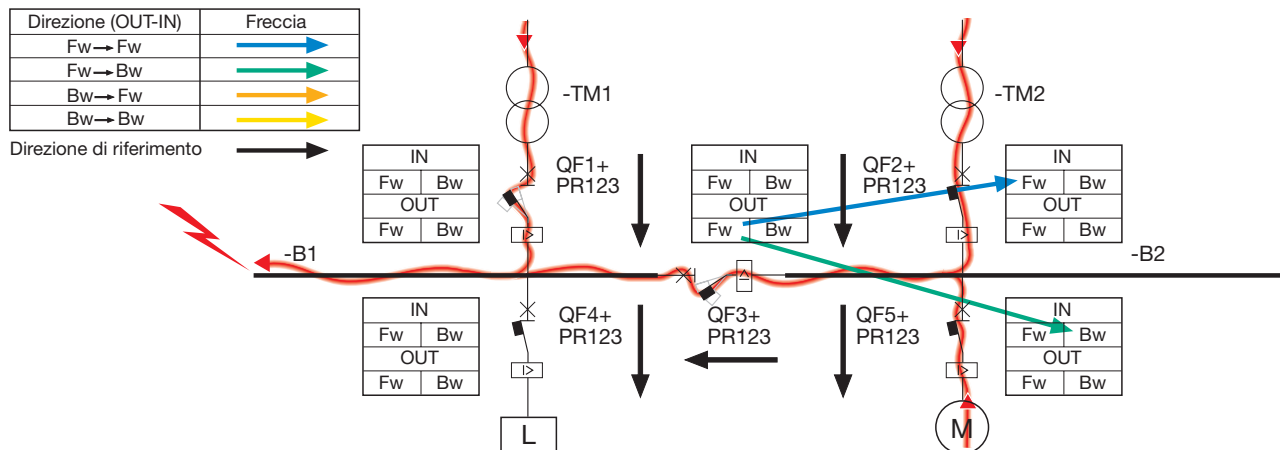 Direzione (OUT-IN) Freccia
Fw → Fw
Fw → Bw
Bw → Fw
Bw → Bw
Direzione di riferimento
-TM1
-TM2
IN
Fw Bw
OUT
Fw Bw
QF1+
PR123
IN
Fw Bw
OUT
Fw Bw
QF2+
PR123
IN
Fw Bw
OUT
Fw Bw
-B1
-B2
IN
Fw Bw
OUT
Fw Bw
QF4+
PR123
QF3+
PR123
QF5+
PR123
IN
Fw Bw
OUT
Fw Bw
I>
I>
I>
I>
I>
L
M